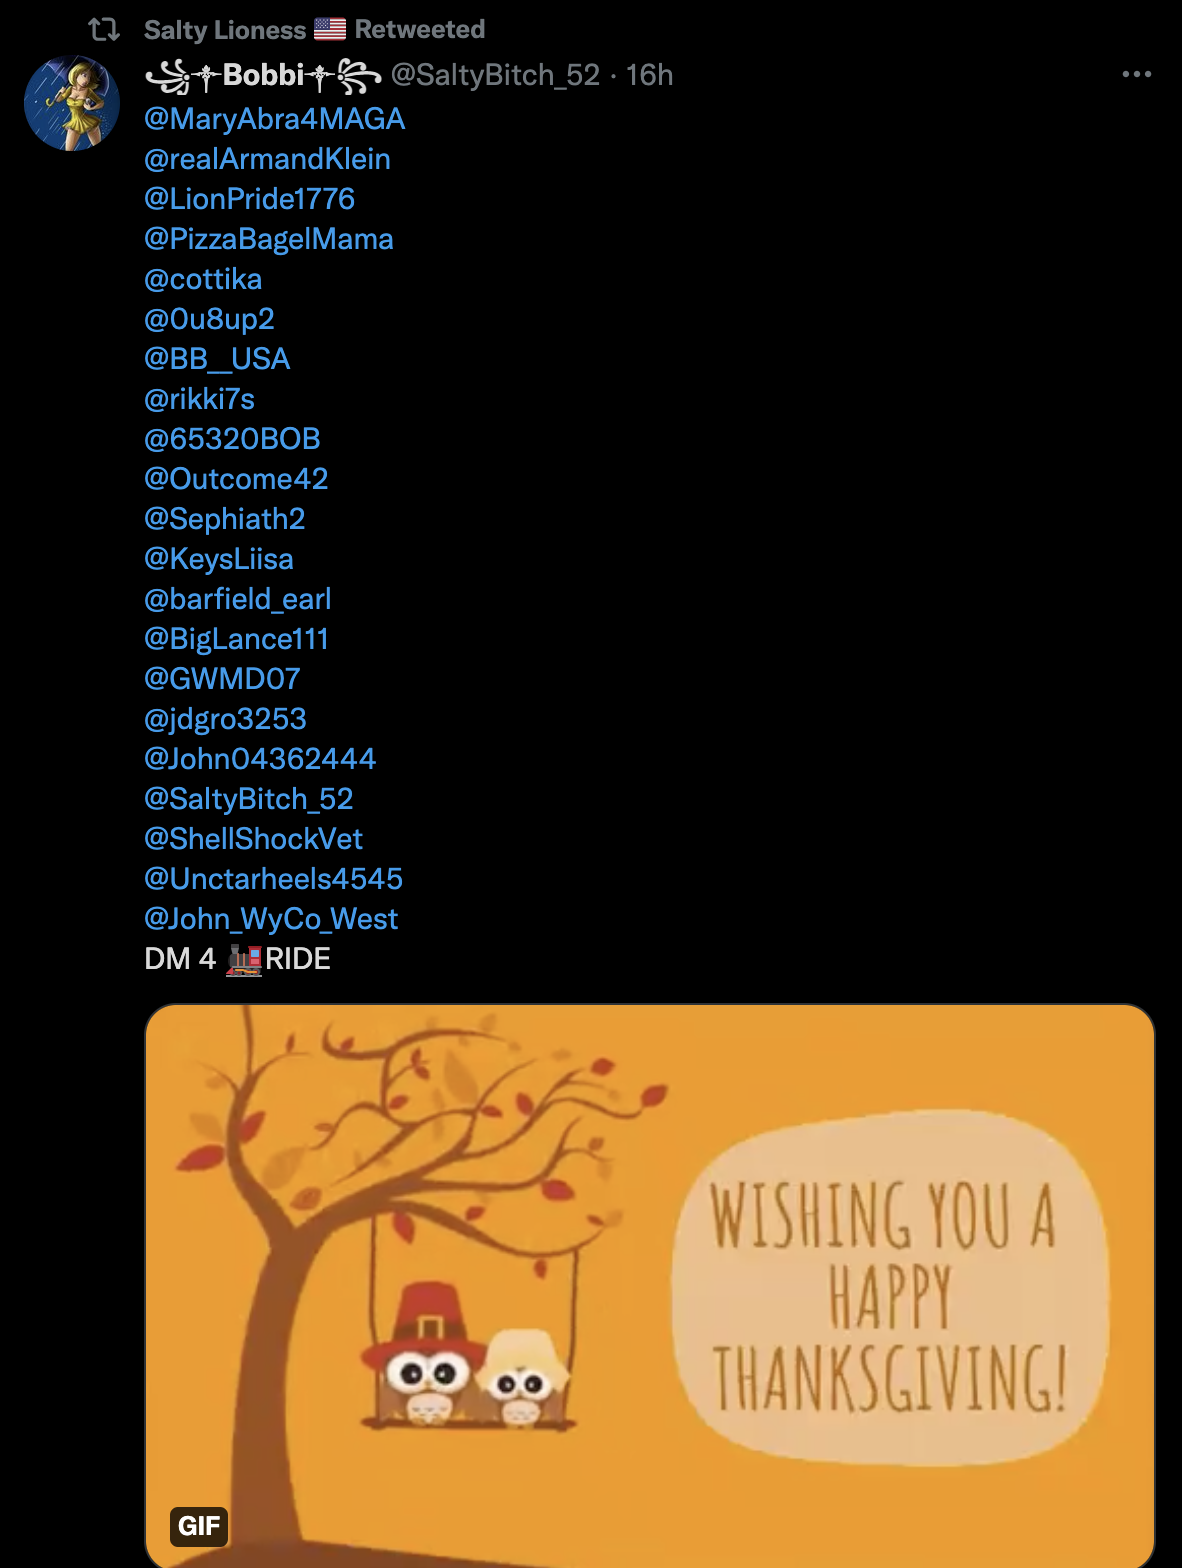 Salty Lioness 🇺🇸 Retweeted
꧁༒Bobbi༒꧂ @SaltyBitch_52 · 16h
@MaryAbra4MAGA
@realArmandKlein
@LionPride1776
@PizzaBagelMama
@cottika
@0u8up2
@BB__USA
@rikki7s
@65320BOB
@Outcome42
@Sephiath2
@KeysLiisa
@barfield_earl
@BigLance111
@GWMD07
@jdgro3253
@John04362444
@SaltyBitch_52
@ShellShockVet
@Unctarheels4545
@John_WyCo_West
DM 4 🚂RIDE
WISHING YOU A
HAPPY
THANKSGIVING!
GIF